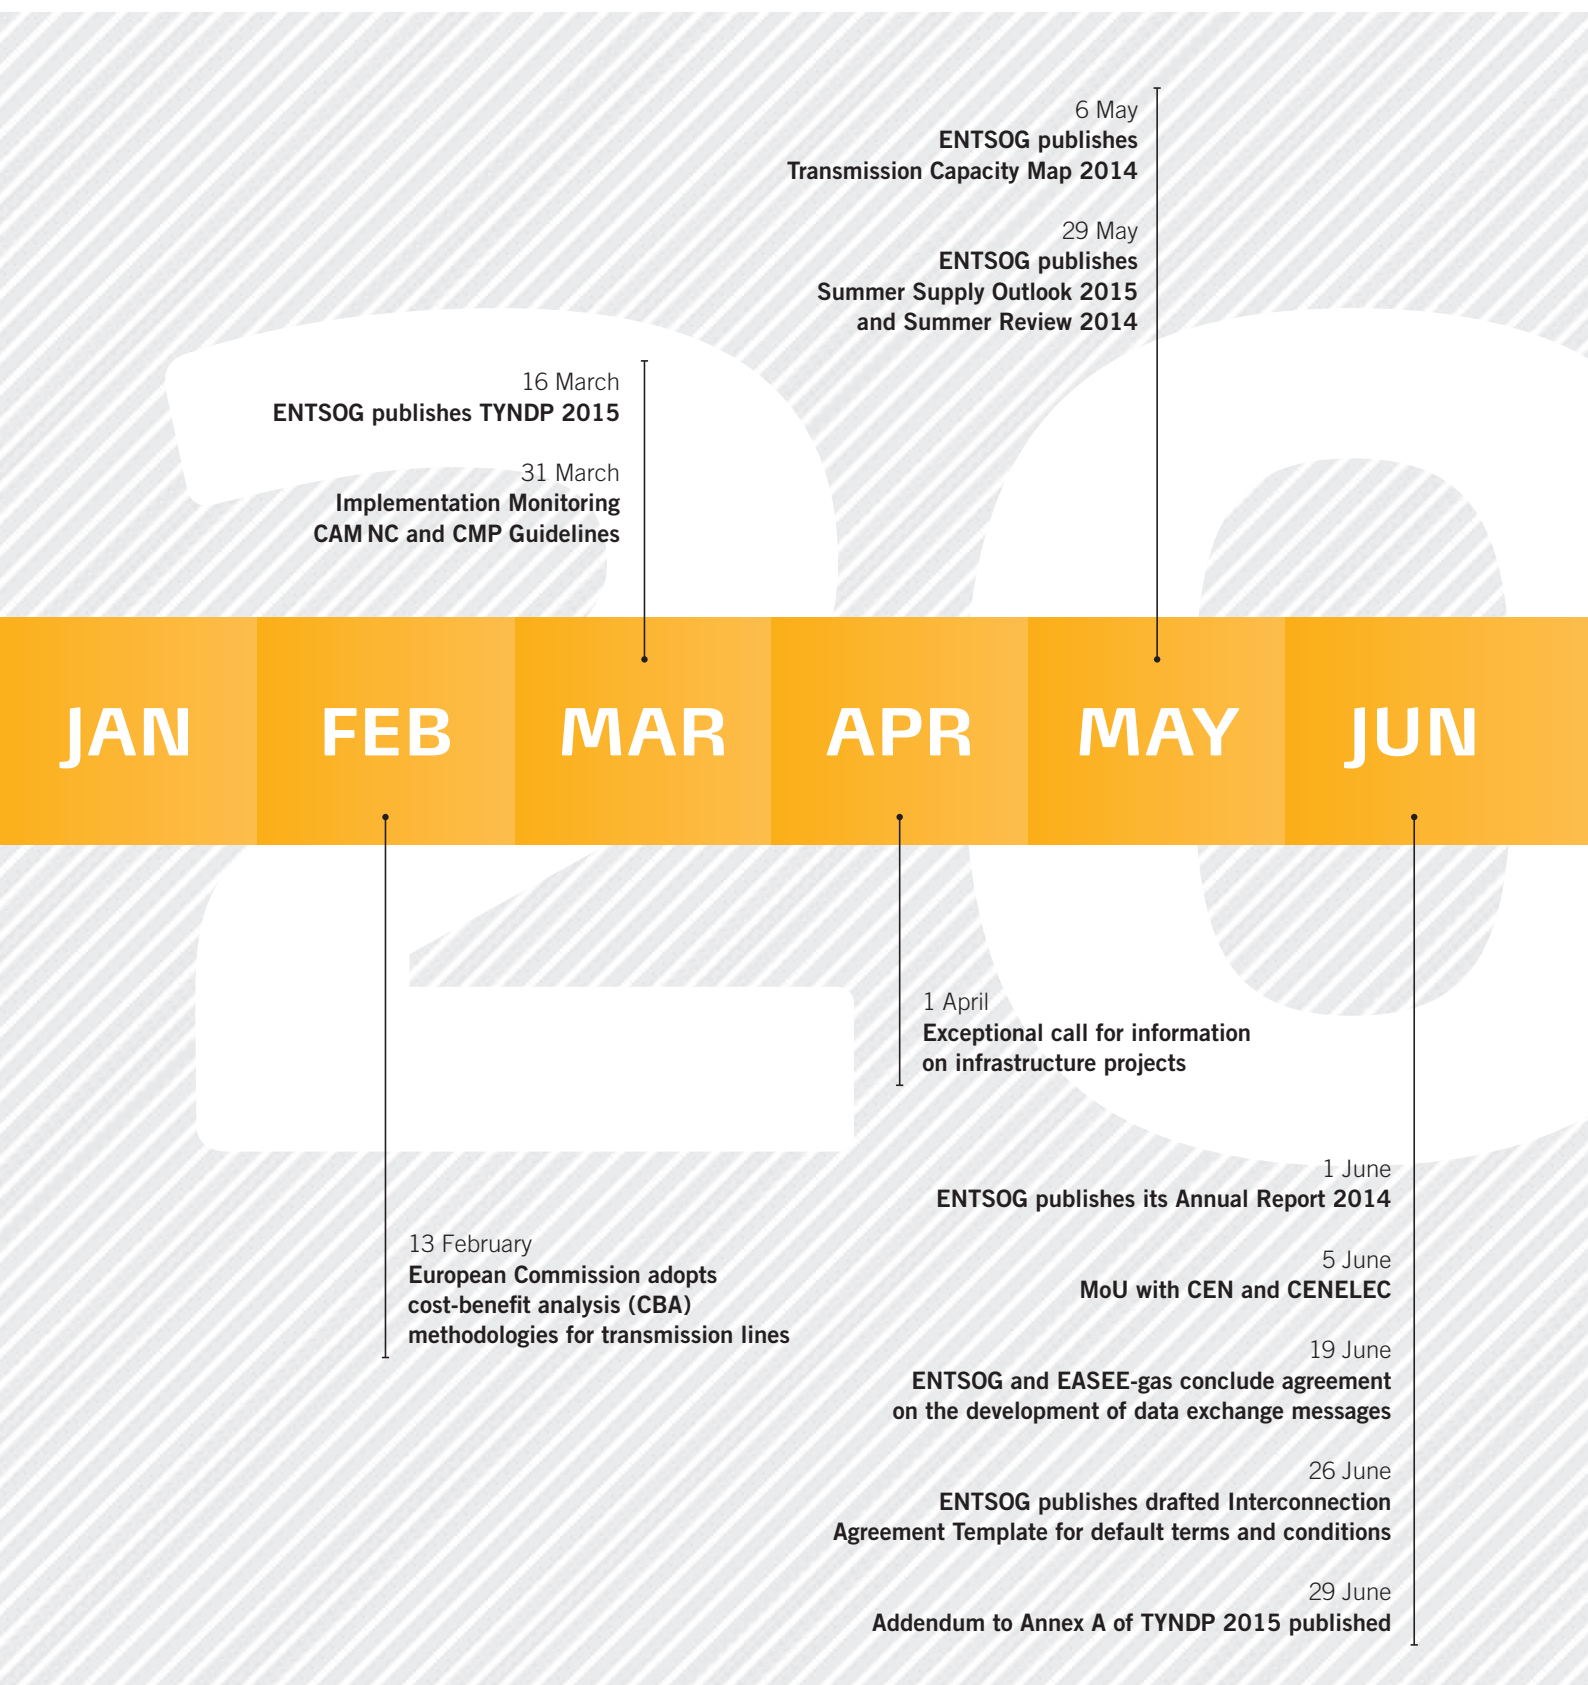 6 May
ENTSOG publishes
Transmission Capacity Map 2014
29 May
ENTSOG publishes
Summer Supply Outlook 2015
and Summer Review 2014
16 March
ENTSOG publishes TYNDP 2015
31 March
Implementation Monitoring
CAM NC and CMP Guidelines
JAN FEB MAR APR MAY JUN
1 April
Exceptional call for information
on infrastructure projects
13 February
European Commission adopts
cost-benefit analysis (CBA)
methodologies for transmission lines
1 June
ENTSOG publishes its Annual Report 2014
5 June
MoU with CEN and CENELEC
19 June
ENTSOG and EASEE-gas conclude agreement
on the development of data exchange messages
26 June
ENTSOG publishes drafted Interconnection
Agreement Template for default terms and conditions
29 June
Addendum to Annex A of TYNDP 2015 published
20